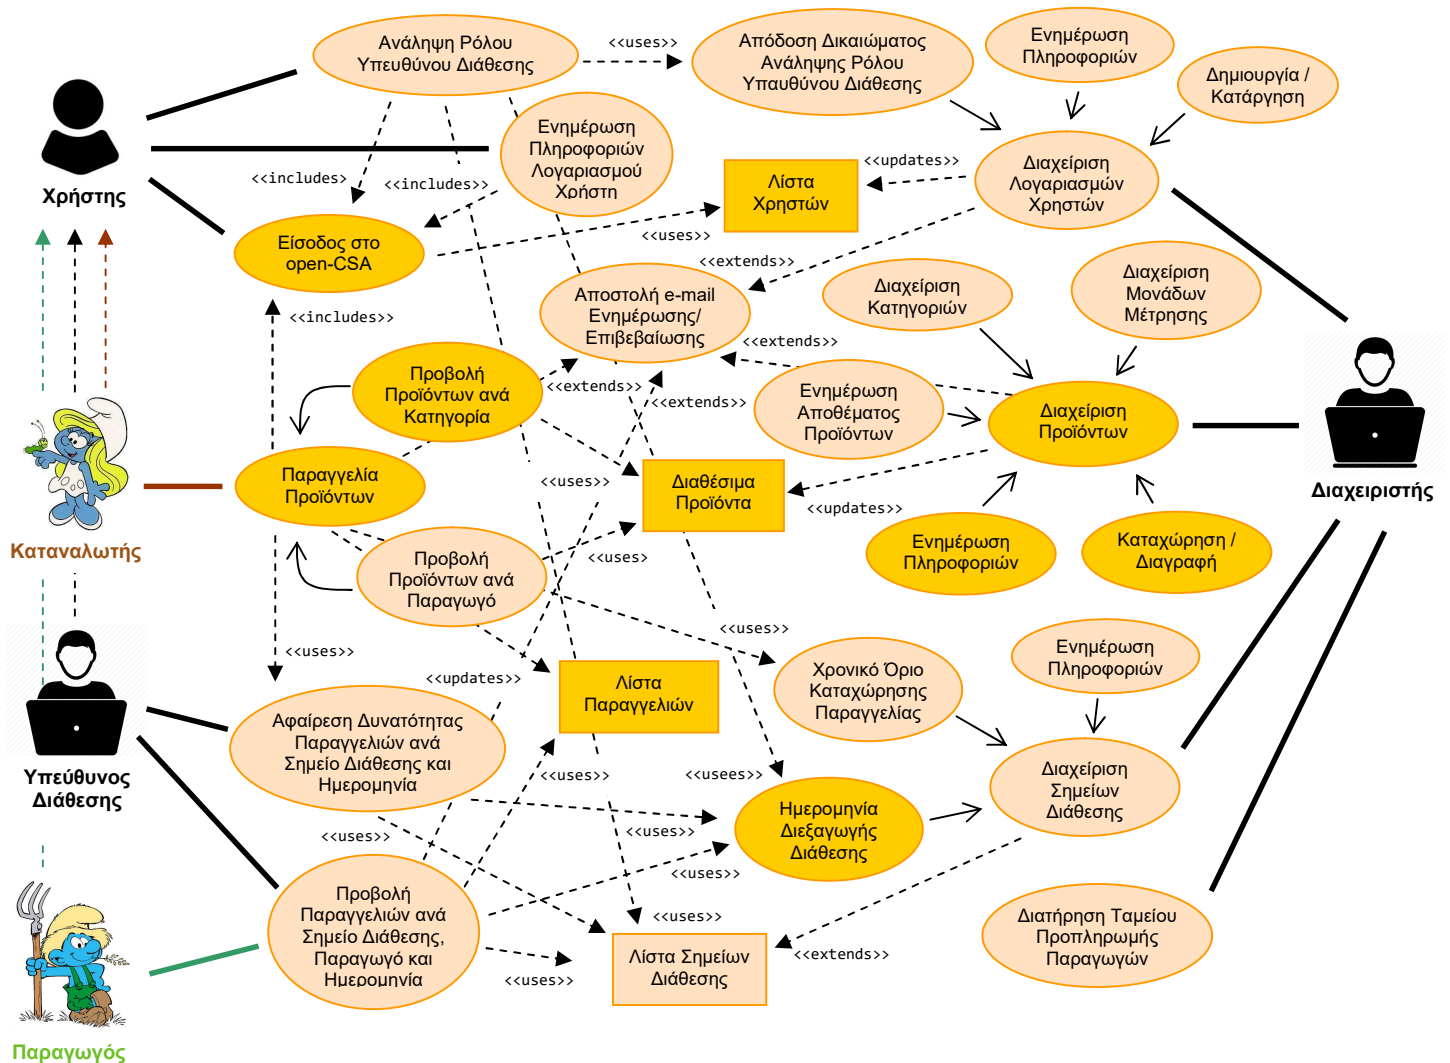 Ανάληψη Ρόλου
Υπευθύνου Διάθεσης
<<uses>>
Απόδοση Δικαιώματος
Ανάληψης Ρόλου
Υπαυθύνου Διάθεσης
Ενημέρωση
Πληροφοριών
Δημιουργία /
Κατάργηση
Χρήστης
Ενημέρωση
Πληροφοριών
Λογαριασμού
Χρήστη
<<includes>>
<<includes>>
Λίστα
Χρηστών
<<updates>>
Διαχείριση
Λογαριασμών
Χρηστών
Είσοδος στο
open-CSA
<<uses>>
<<extends>>
<<includes>>
Αποστολή e-mail
Ενημέρωσης/
Επιβεβαίωσης
Διαχείριση
Κατηγοριών
Διαχείριση
Μονάδων
Μέτρησης
<<extends>>
Προβολή
Προϊόντων ανά
Κατηγορία
<<extends>>
<<extends>>
Ενημέρωση
Αποθέματος
Προϊόντων
Διαχείριση
Προϊόντων
Διαχειριστής
Καταναλωτής
Παραγγελία
Προϊόντων
<<uses>>
Διαθέσιμα
Προϊόντα
<<updates>>
Ενημέρωση
Πληροφοριών
Καταχώρηση /
Διαγραφή
Προβολή
Προϊόντων ανά
Παραγωγό
<<uses>>
<<uses>>
<<uses>>
<<updates>>
Λίστα
Παραγγελιών
Χρονικό Όριο
Καταχώρησης
Παραγγελίας
Ενημέρωση
Πληροφοριών
Υπεύθυνος
Διάθεσης
Αφαίρεση Δυνατότητας
Παραγγελιών ανά
Σημείο Διάθεσης και
Ημερομηνία
<<uses>>
<<usees>>
Διαχείριση
Σημείων
Διάθεσης
Ημερομηνία
Διεξαγωγής
Διάθεσης
<<uses>>
<<uses>>
<<uses>>
Προβολή
Παραγγελιών ανά
Σημείο Διάθεσης,
Παραγωγό και
Ημερομηνία
<<uses>>
Λίστα Σημείων
Διάθεσης
<<uses>>
<<extends>>
Διατήρηση Ταμείου
Προπληρωμής
Παραγωγών
Παραγωγός